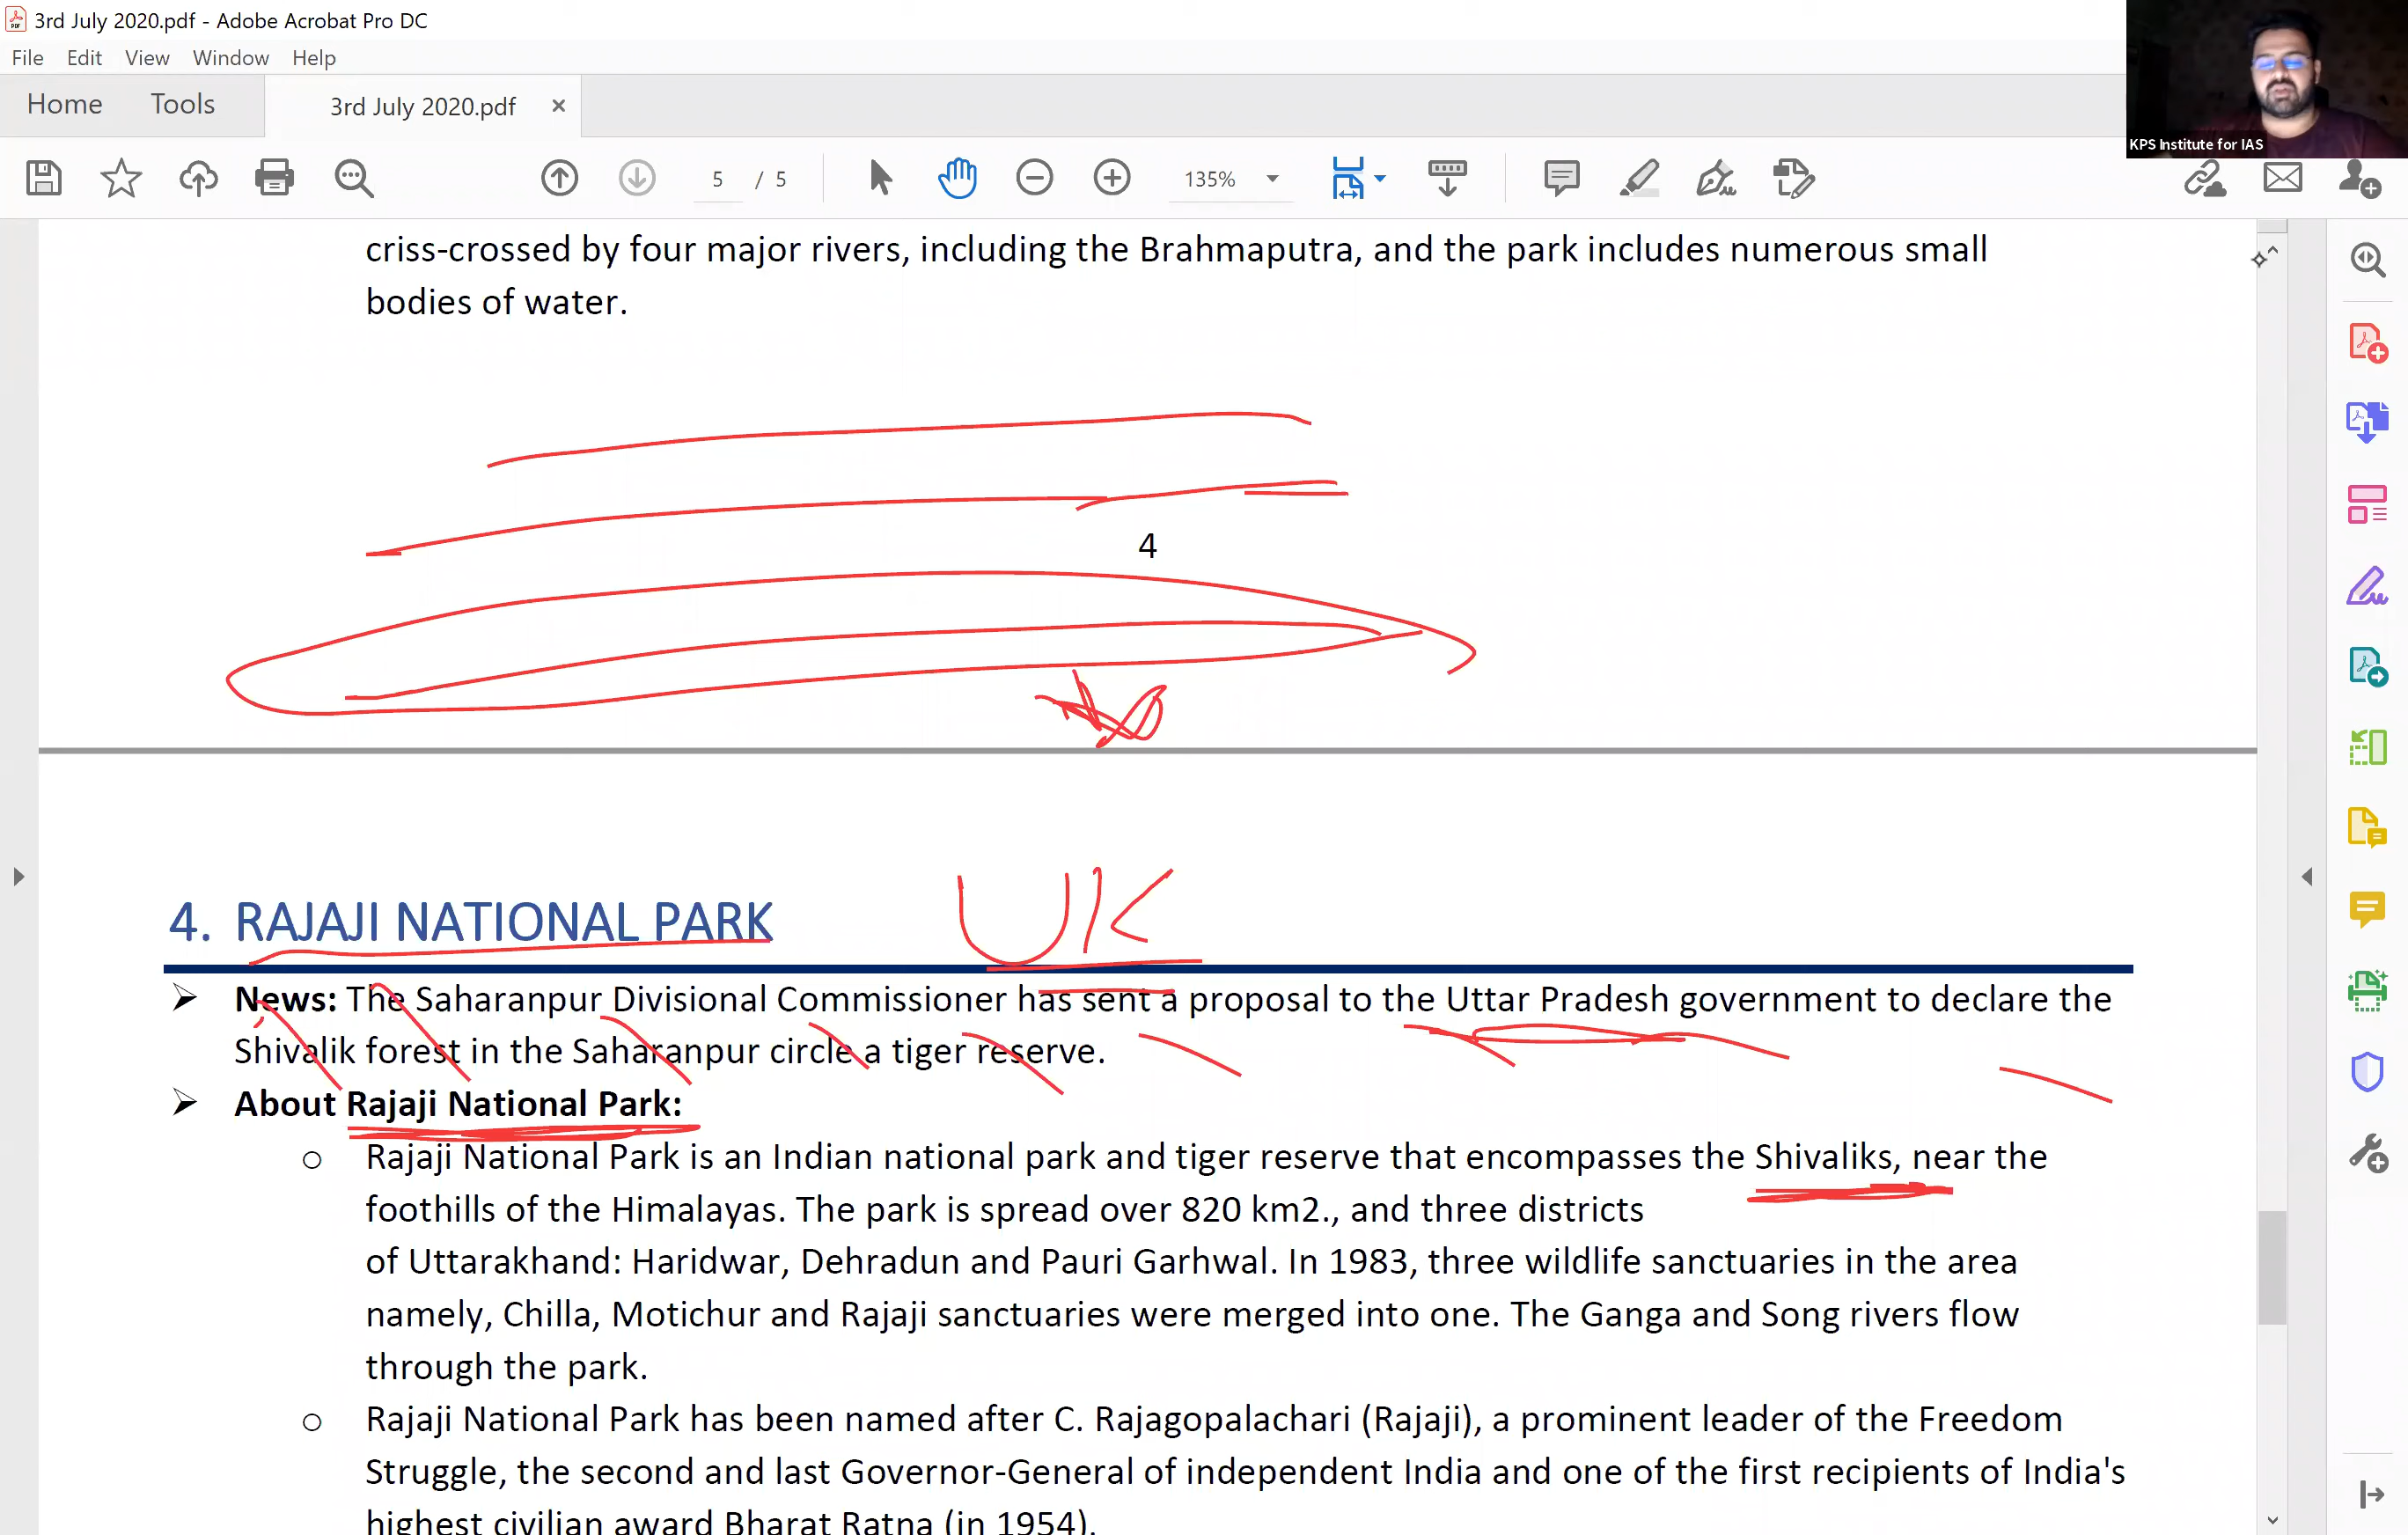 3rd July 2020.pdf - Adobe Acrobat Pro DC
File Edit View Window Help
Home Tools 3rd July 2020.pdf ×
KPS Institute for IAS
5 / 5 135%
criss-crossed by four major rivers, including the Brahmaputra, and the park includes numerous small
bodies of water.
4
UK
4. RAJAJI NATIONAL PARK
➢ News: The Saharanpur Divisional Commissioner has sent a proposal to the Uttar Pradesh government to declare the
Shivalik forest in the Saharanpur circle a tiger reserve.
➢ About Rajaji National Park:
o Rajaji National Park is an Indian national park and tiger reserve that encompasses the Shivaliks, near the
foothills of the Himalayas. The park is spread over 820 km2., and three districts
of Uttarakhand: Haridwar, Dehradun and Pauri Garhwal. In 1983, three wildlife sanctuaries in the area
namely, Chilla, Motichur and Rajaji sanctuaries were merged into one. The Ganga and Song rivers flow
through the park.
o Rajaji National Park has been named after C. Rajagopalachari (Rajaji), a prominent leader of the Freedom
Struggle, the second and last Governor-General of independent India and one of the first recipients of India's
highest civilian award Bharat Ratna (in 1954).